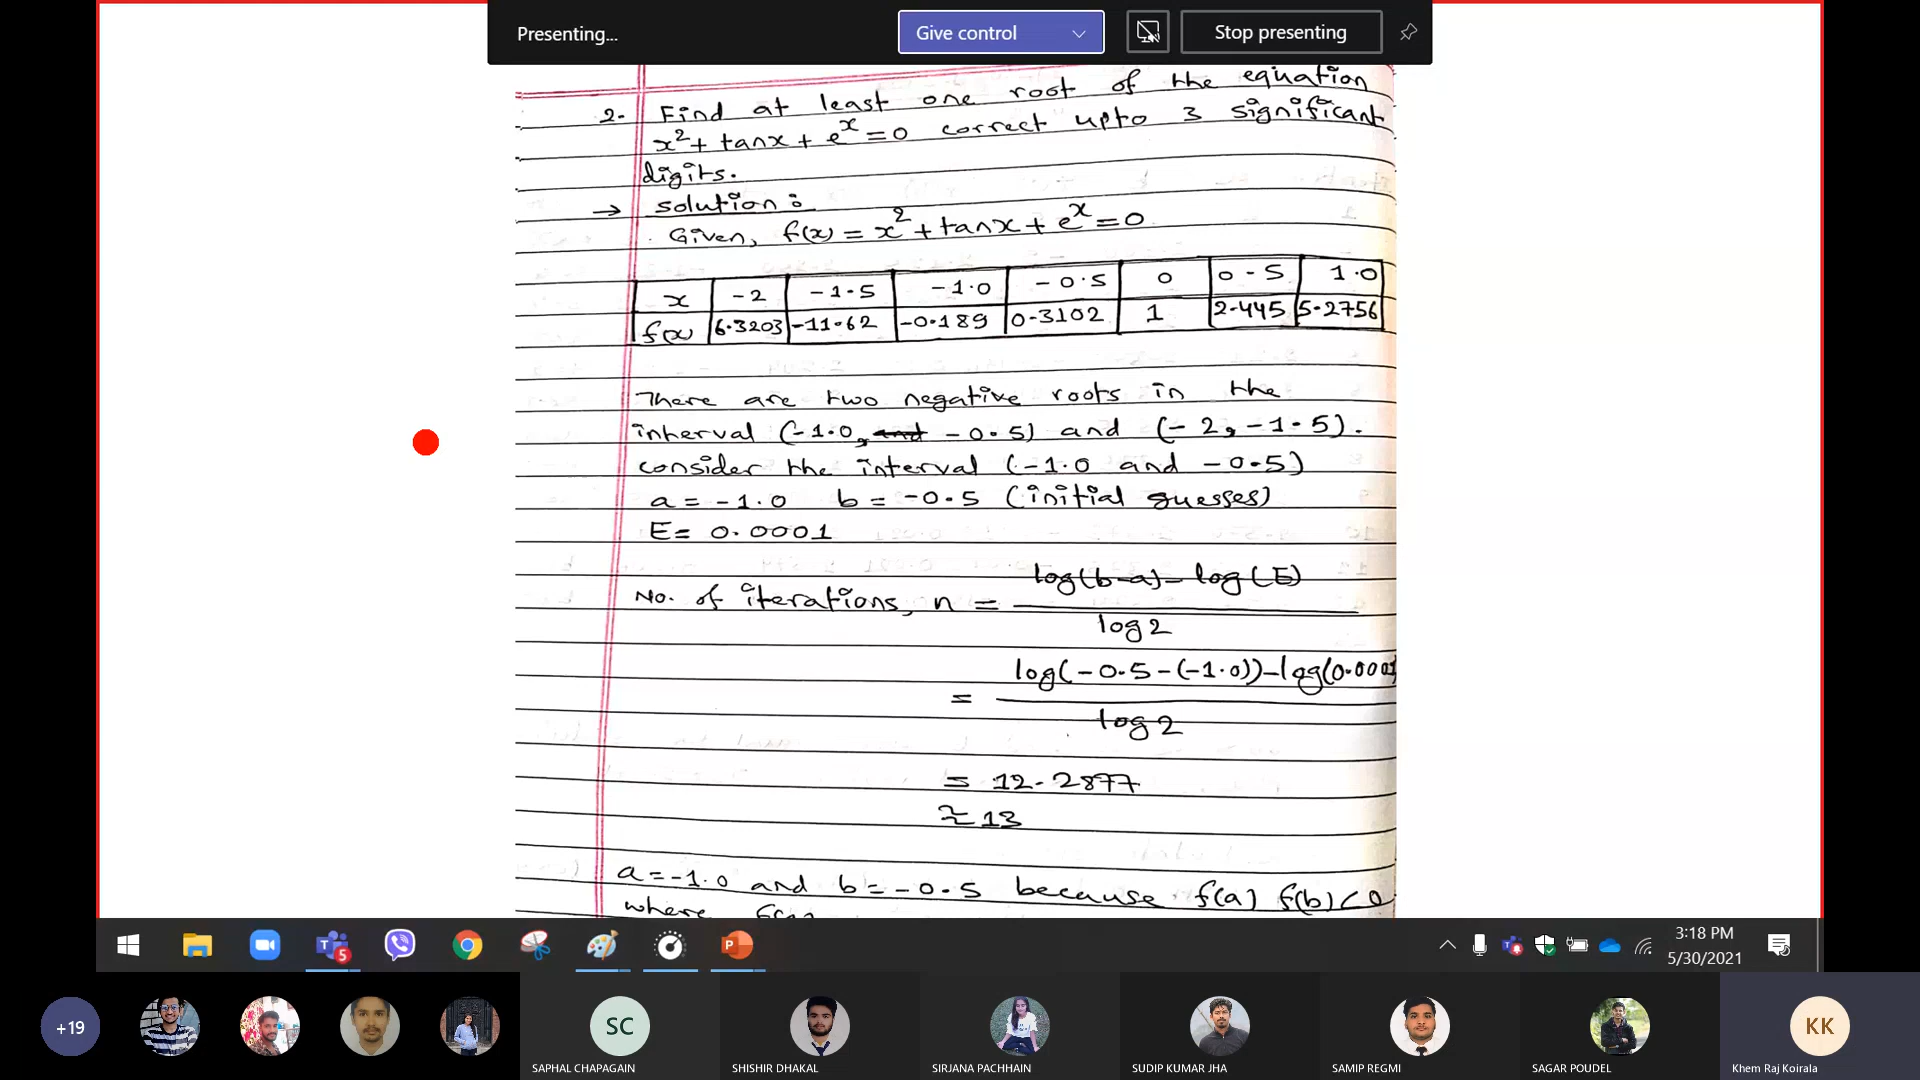 Presenting...
Give control
Stop presenting
2. Find at least one root of the equation
x² + tanx + e^x = 0 correct upto 3 significant
digits.
→ solution :
Given, f(x) = x² + tanx + e^x = 0
x -2 -1.5 -1.0 -0.5 0 0.5 1.0
f(x) 6.3203 -11.62 -0.189 0.3102 1 2.445 5.2756
There are two negative roots in the
interval (-1.0, and -0.5) and (-2, -1.5).
consider the interval (-1.0 and -0.5)
a = -1.0 b = -0.5 (initial guesses)
E = 0.0001
No. of iterations, n = log(b-a) - log(E)
log2
= log(-0.5-(-1.0)) - log(0.0001)
log2
= 12.2877
≈ 13
a = -1.0 and b = -0.5 because f(a) f(b) < 0
where
5
3:18 PM
5/30/2021
+19
SC
KK
SAPHAL CHAPAGAIN
SHISHIR DHAKAL
SIRJANA PACHHAIN
SUDIP KUMAR JHA
SAMIP REGMI
SAGAR POUDEL
Khem Raj Koirala